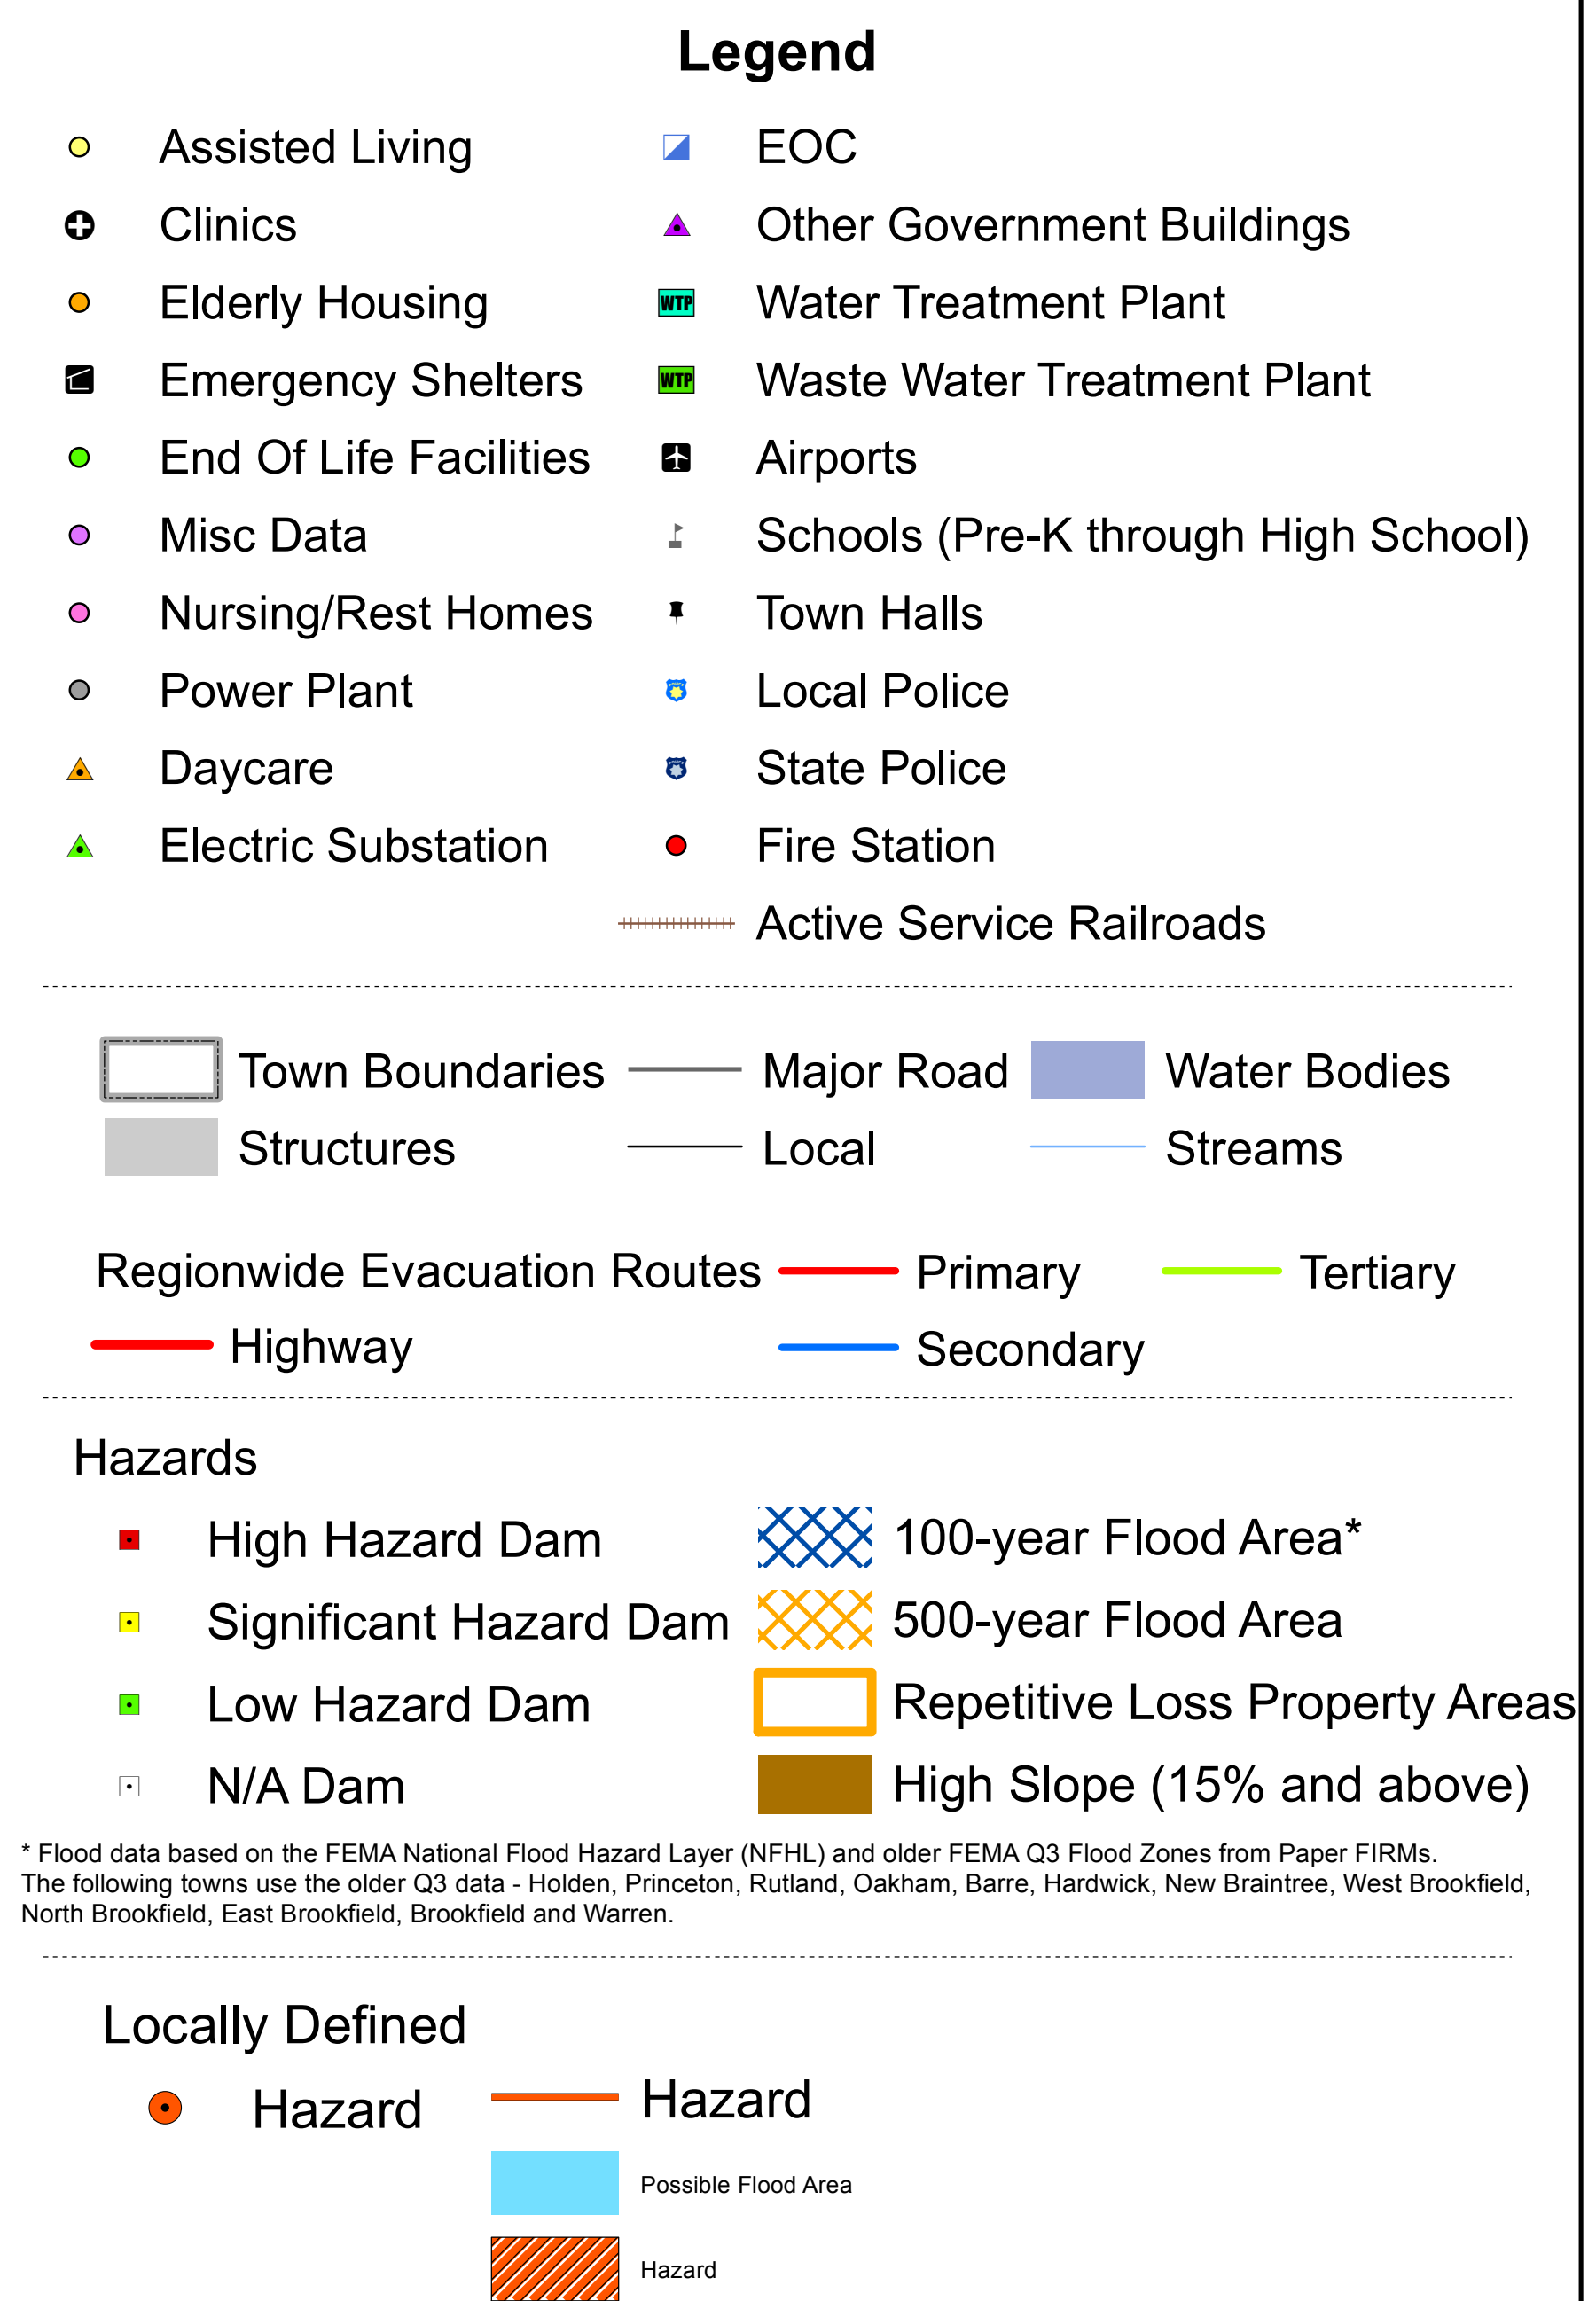 Legend
Assisted Living
Clinics
Elderly Housing
Emergency Shelters
End Of Life Facilities
Misc Data
Nursing/Rest Homes
Power Plant
Daycare
Electric Substation
EOC
Other Government Buildings
WTP Water Treatment Plant
WTP Waste Water Treatment Plant
Airports
Schools (Pre-K through High School)
Town Halls
Local Police
State Police
Fire Station
Active Service Railroads
Town Boundaries
Structures
Major Road
Local
Water Bodies
Streams
Regionwide Evacuation Routes
Highway
Primary
Secondary
Tertiary
Hazards
High Hazard Dam
Significant Hazard Dam
Low Hazard Dam
N/A Dam
100-year Flood Area*
500-year Flood Area
Repetitive Loss Property Areas
High Slope (15% and above)
* Flood data based on the FEMA National Flood Hazard Layer (NFHL) and older FEMA Q3 Flood Zones from Paper FIRMs.
The following towns use the older Q3 data - Holden, Princeton, Rutland, Oakham, Barre, Hardwick, New Braintree, West Brookfield,
North Brookfield, East Brookfield, Brookfield and Warren.
Locally Defined
Hazard
Hazard
Possible Flood Area
Hazard